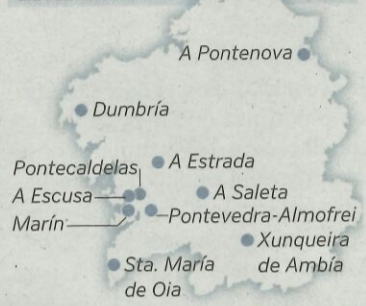 A Pontenova
Dumbría
Pontecaldelas
A Estrada
A Escusa
A Saleta
Marín
Pontevedra-Almofrei
Xunqueira
de Ambía
Sta. María
de Oia